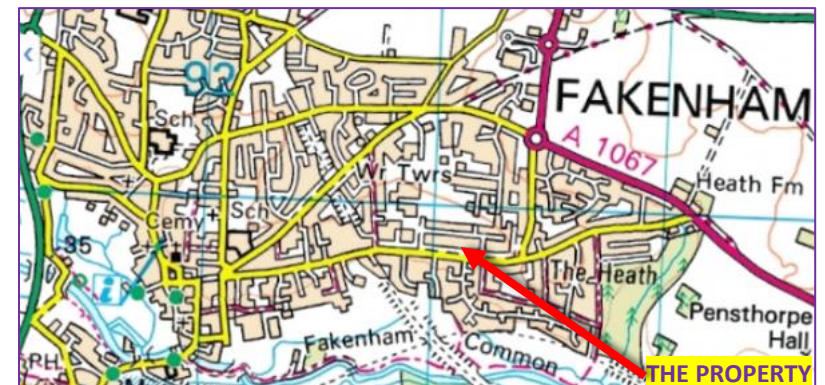 92
FAKENHAM
Sch
A 1067
Wr Twrs
Heath Fm
Cemy
Sch
35
The Heath
i
Pensthorpe
Hall
Fakenham
Common
PH
THE PROPERTY